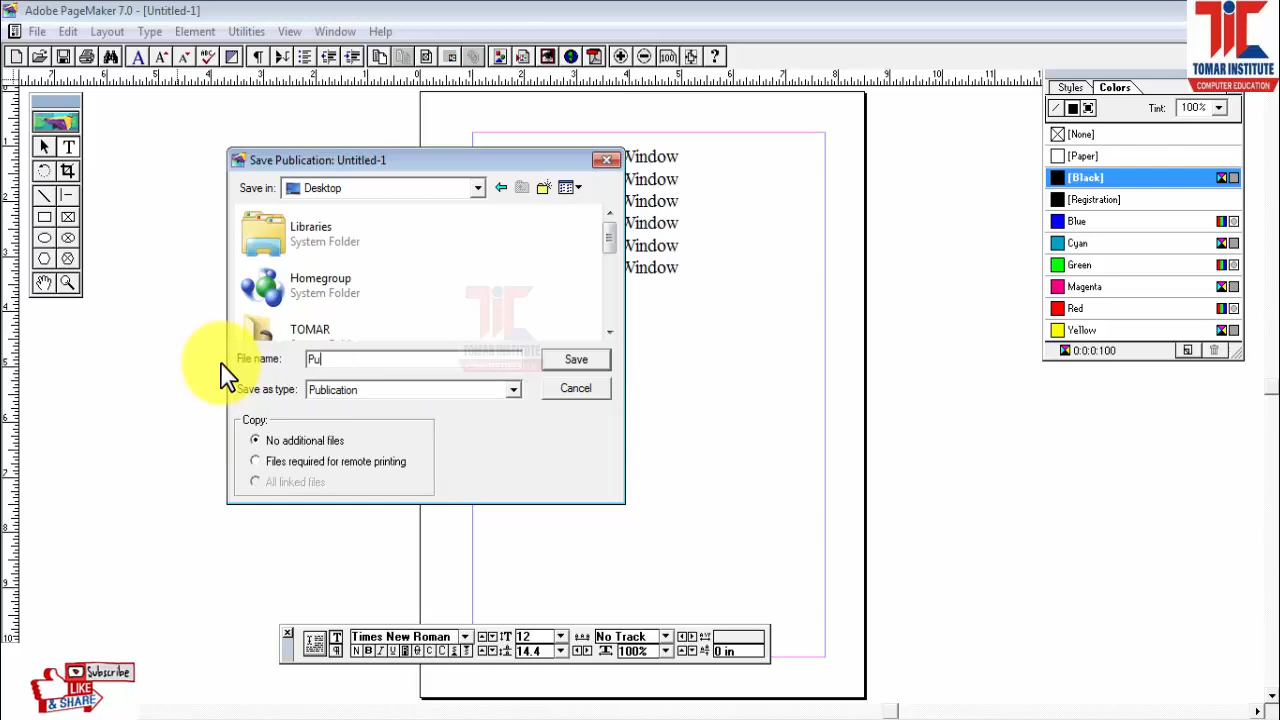 Adobe PageMaker 7.0 - [Untitled-1]
File Edit Layout Type Element Utilities View Window Help
TOMAR INSTITUTE
COMPUTER EDUCATION
Styles Colors
Tint: 100%
[None]
[Paper]
[Black]
[Registration]
Blue
Cyan
Green
Magenta
Red
Yellow
0:0:0:100
Save Publication: Untitled-1
Save in: Desktop
Libraries
System Folder
Homegroup
System Folder
TOMAR
File name: Pu
Save
Save as type: Publication
Cancel
Copy:
No additional files
Files required for remote printing
All linked files
Window
Window
Window
Window
Window
Window
Times New Roman 12 No Track
14.4 100% 0 in
Subscribe
LIKE
& SHARE